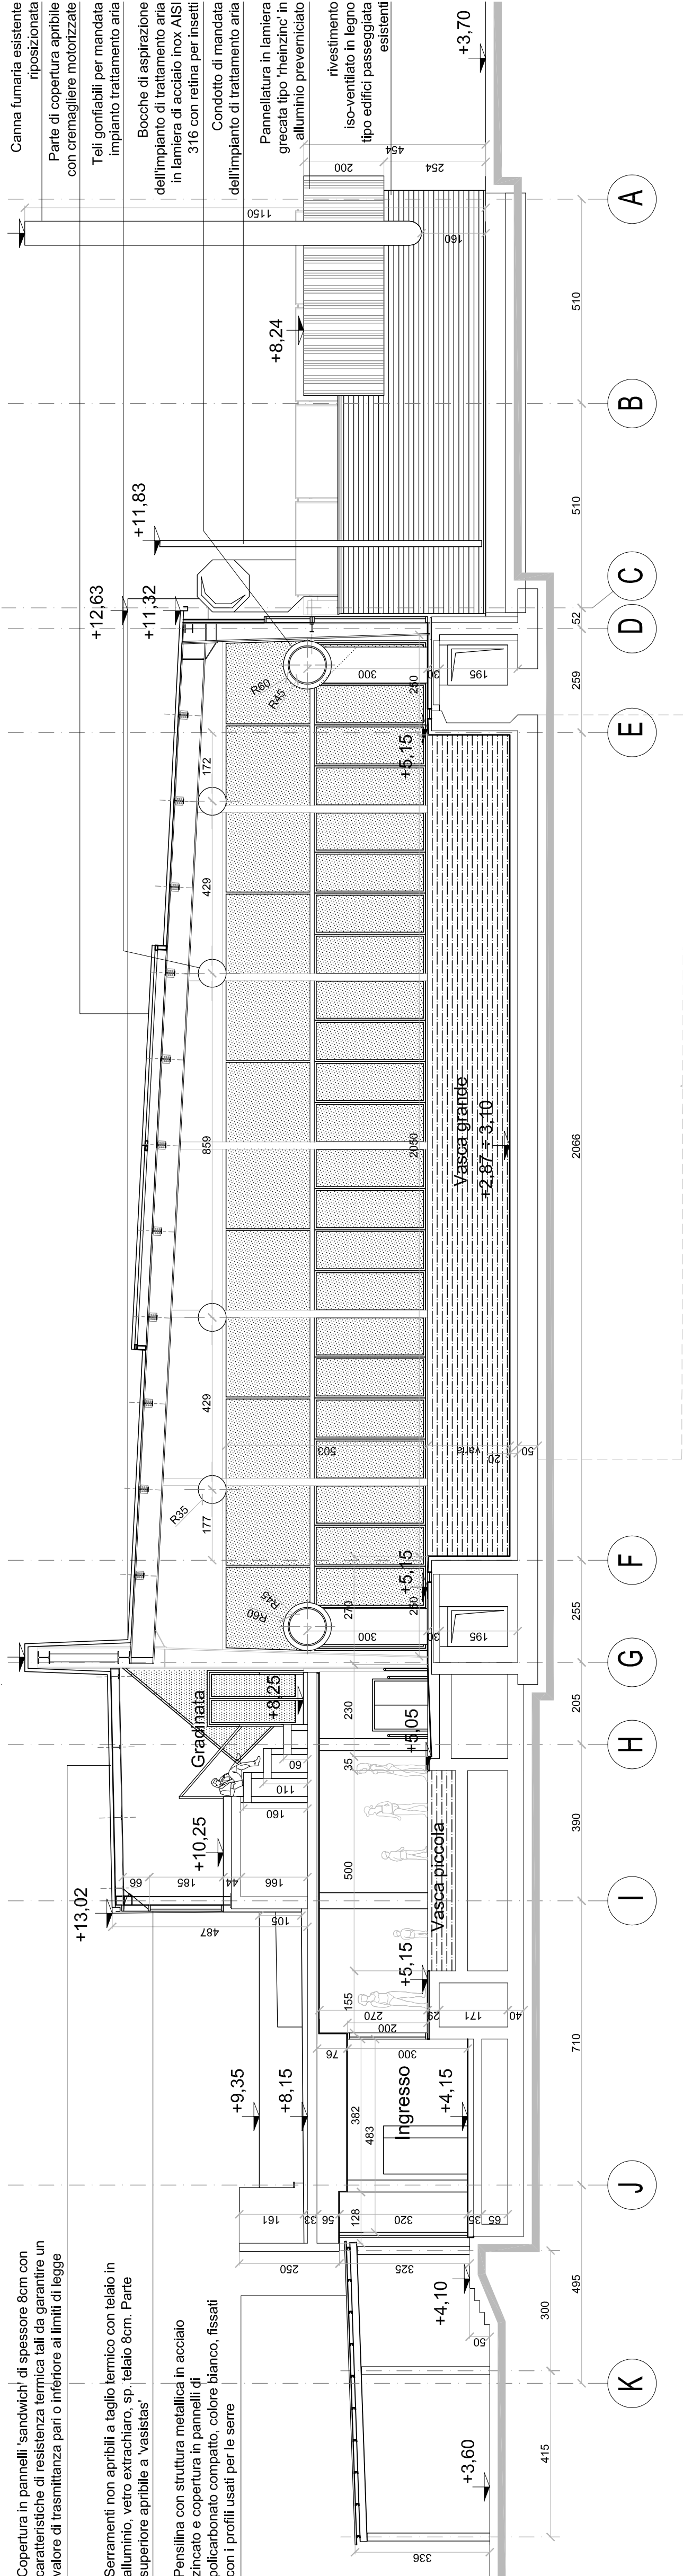 Canna fumaria esistente
riposizionata
Parte di copertura apribile
con cremagliere motorizzate
Teli gonfiabili per mandata
impianto trattamento aria
Bocche di aspirazione
dell'impianto di trattamento aria
in lamiera di acciaio inox AISI
316 con retina per insetti
Condotto di mandata
dell'impianto di trattamento aria
Pannellatura in lamiera
grecata tipo 'rheinzinc' in
alluminio preverniciato
rivestimento
iso-ventilato in legno
tipo edifici passeggiata
esistenti
+3,70
454
200
254
1150
160
+8,24
+11,83
+12,63
+11,32
A
B
C
D
E
F
G
H
I
J
K
510
510
52
259
2066
255
205
390
710
495
300
415
R60
R45
300
30
195
250
+5,15
172
429
859
429
177
2050
R35
Vasca grande
+2,87 ÷ 3,10
503
varia
20
50
+5,15
R45
R60
270
250
300
30
195
Gradinata
+8,25
230
+5,05
35
60
110
160
+10,25
500
Vasca piccola
66
185
44
166
+13,02
487
105
+5,15
155
270
29
171
40
200
+9,35
+8,15
76
300
382
483
Ingresso
+4,15
161
33
56
128
320
35
65
250
325
+4,10
50
+3,60
336
Copertura in pannelli 'sandwich' di spessore 8cm con
caratteristiche di resistenza termica tali da garantire un
valore di trasmittanza pari o inferiore ai limiti di legge
Serramenti non apribili a taglio termico con telaio in
alluminio, vetro extrachiaro, sp. telaio 8cm. Parte
superiore apribile a 'vasistas'
Pensilina con struttura metallica in acciaio
zincato e copertura in pannelli di
policarbonato compatto, colore bianco, fissati
con i profili usati per le serre